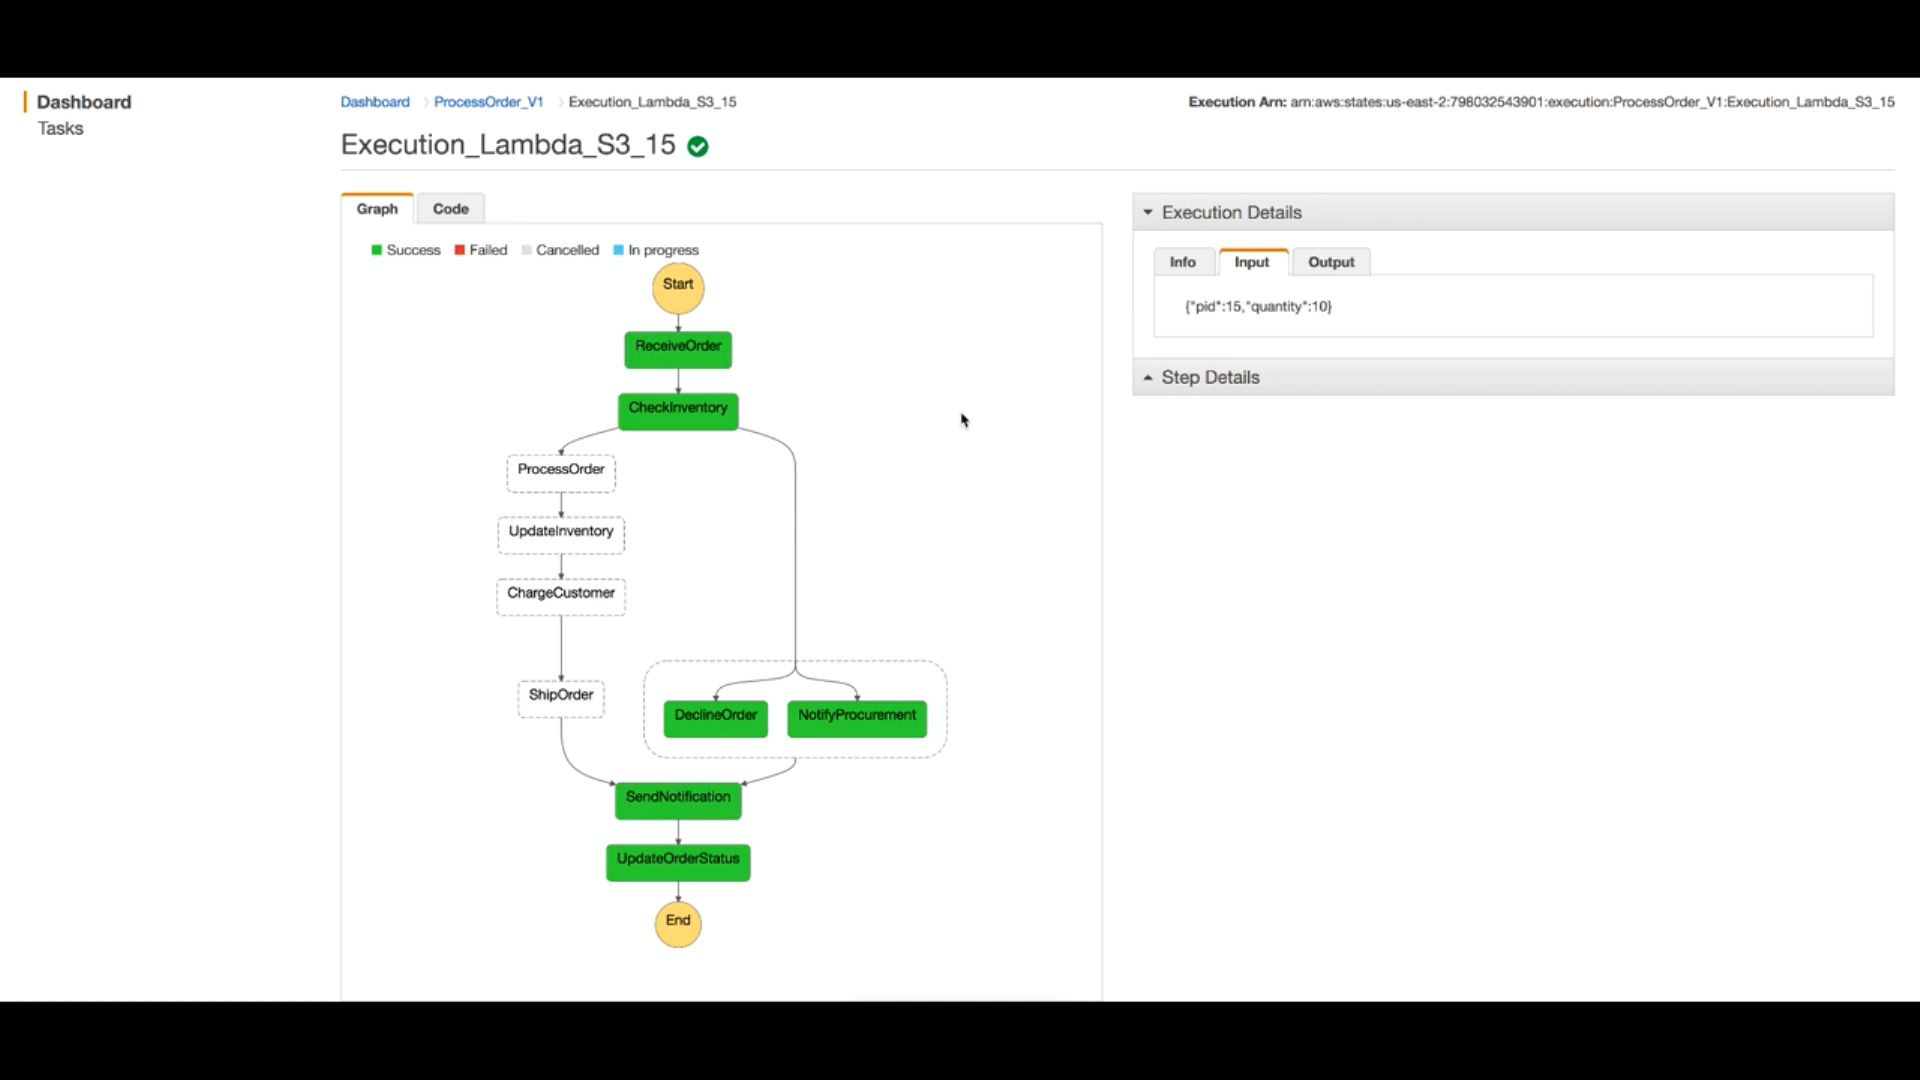 Dashboard
Tasks
Dashboard ProcessOrder_V1 Execution_Lambda_S3_15
Execution Arn: arn:aws:states:us-east-2:796032543901:execution:ProcessOrder_V1:Execution_Lambda_S3_15
Execution_Lambda_S3_15
Graph Code
Success Failed Cancelled In progress
Start
ReceiveOrder
CheckInventory
ProcessOrder
UpdateInventory
ChargeCustomer
ShipOrder
DeclineOrder NotifyProcurement
SendNotification
UpdateOrderStatus
End
Execution Details
Info Input Output
{"pid":15,"quantity":10}
Step Details